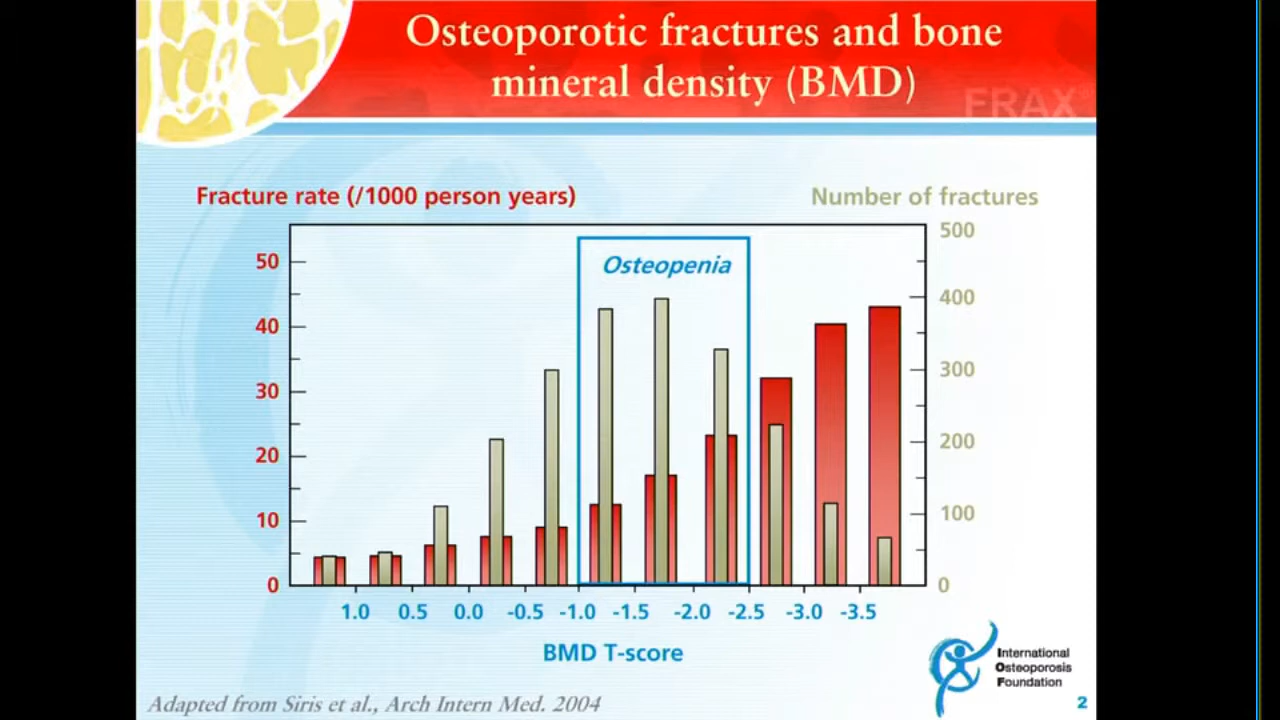 Osteoporotic fractures and bone
mineral density (BMD)
FRAX
Fracture rate (/1000 person years)
Number of fractures
Osteopenia
50
40
30
20
10
0
500
400
300
200
100
0
1.0 0.5 0.0 -0.5 -1.0 -1.5 -2.0 -2.5 -3.0 -3.5
BMD T-score
International
Osteoporosis
Foundation
Adapted from Siris et al., Arch Intern Med. 2004
2